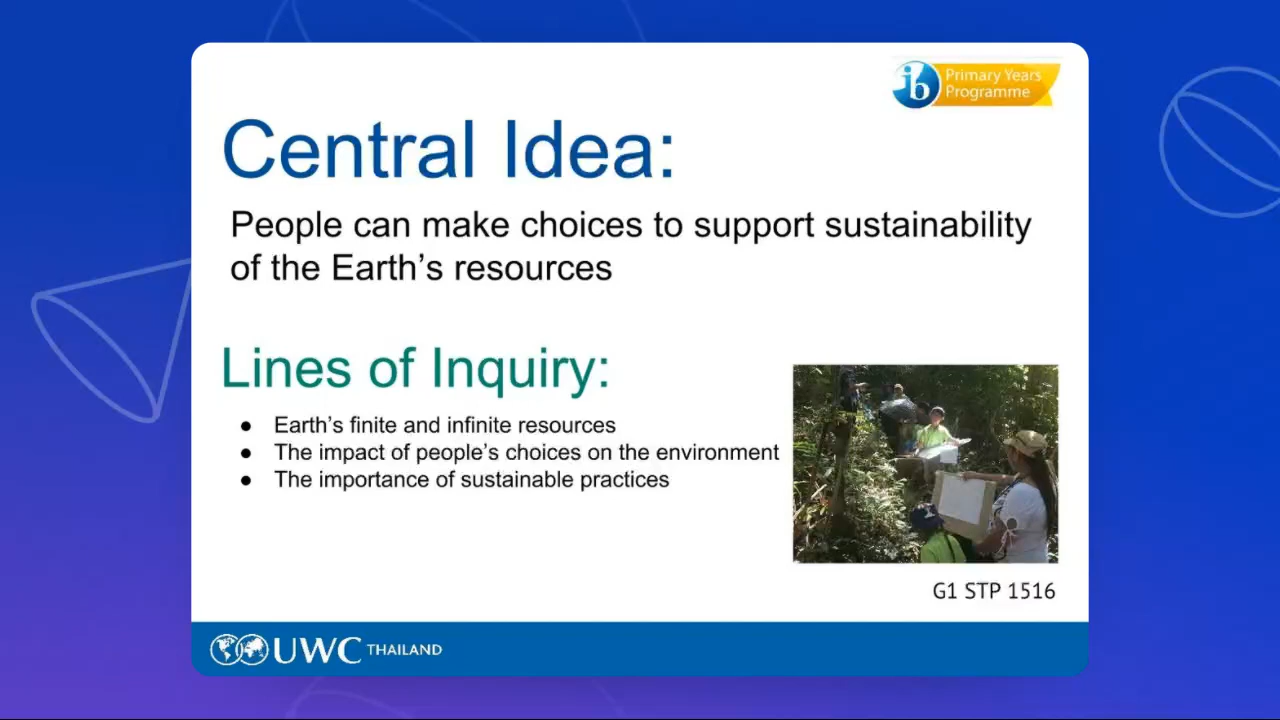 ib Primary Years
Programme
Central Idea:
People can make choices to support sustainability
of the Earth’s resources
Lines of Inquiry:
● Earth’s finite and infinite resources
● The impact of people’s choices on the environment
● The importance of sustainable practices
G1 STP 1516
UWC THAILAND